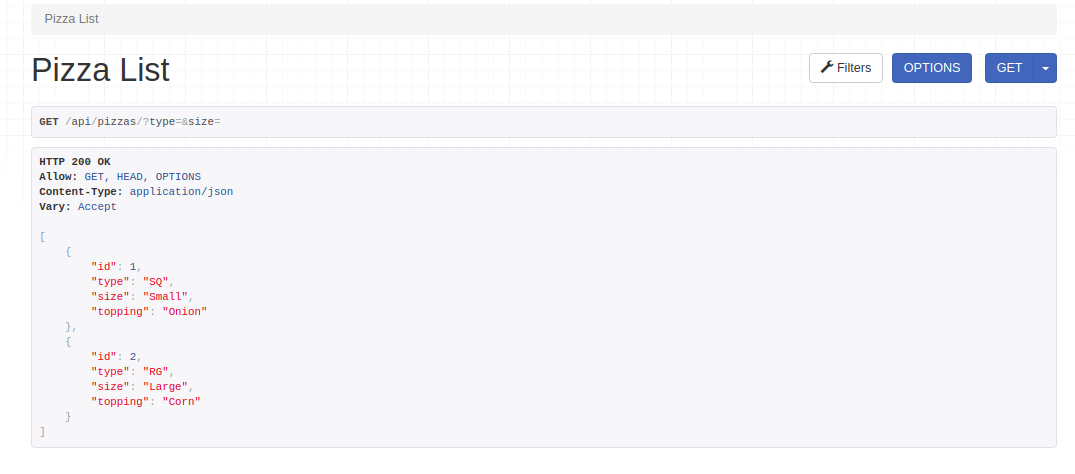 Pizza List
Pizza List
Filters
OPTIONS
GET
GET /api/pizzas/?type=&size=
HTTP 200 OK
Allow: GET, HEAD, OPTIONS
Content-Type: application/json
Vary: Accept
[
    {
        "id": 1,
        "type": "SQ",
        "size": "Small",
        "topping": "Onion"
    },
    {
        "id": 2,
        "type": "RG",
        "size": "Large",
        "topping": "Corn"
    }
]